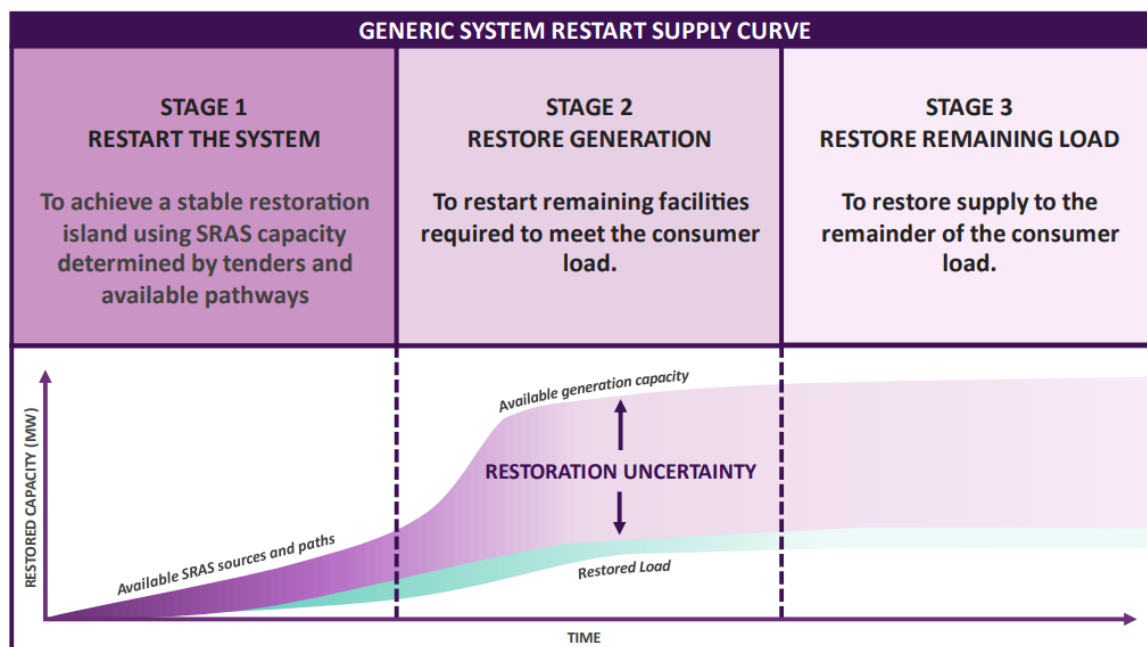 GENERIC SYSTEM RESTART SUPPLY CURVE
STAGE 1
RESTART THE SYSTEM
To achieve a stable restoration
island using SRAS capacity
determined by tenders and
available pathways
STAGE 2
RESTORE GENERATION
To restart remaining facilities
required to meet the consumer
load.
STAGE 3
RESTORE REMAINING LOAD
To restore supply to the
remainder of the consumer
load.
RESTORED CAPACITY (MW)
Available SRAS sources and paths
Available generation capacity
RESTORATION UNCERTAINTY
Restored Load
TIME